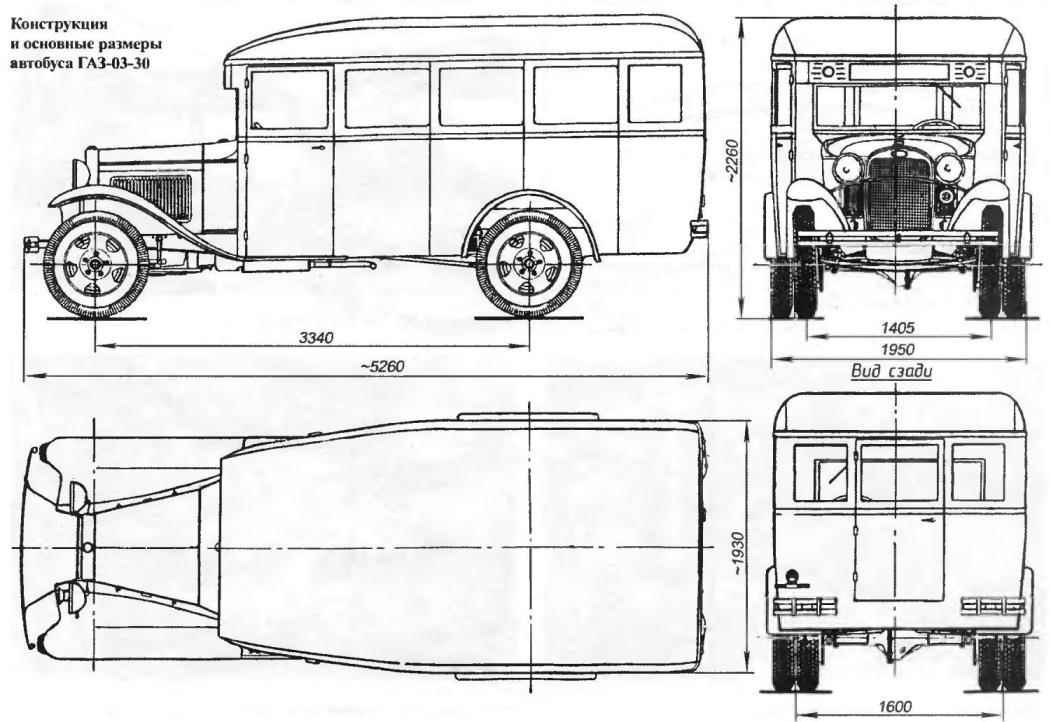 Конструкция
и основные размеры
автобуса ГАЗ-03-30
~2260
3340
~5260
1405
1950
Вид сзади
~1930
1600